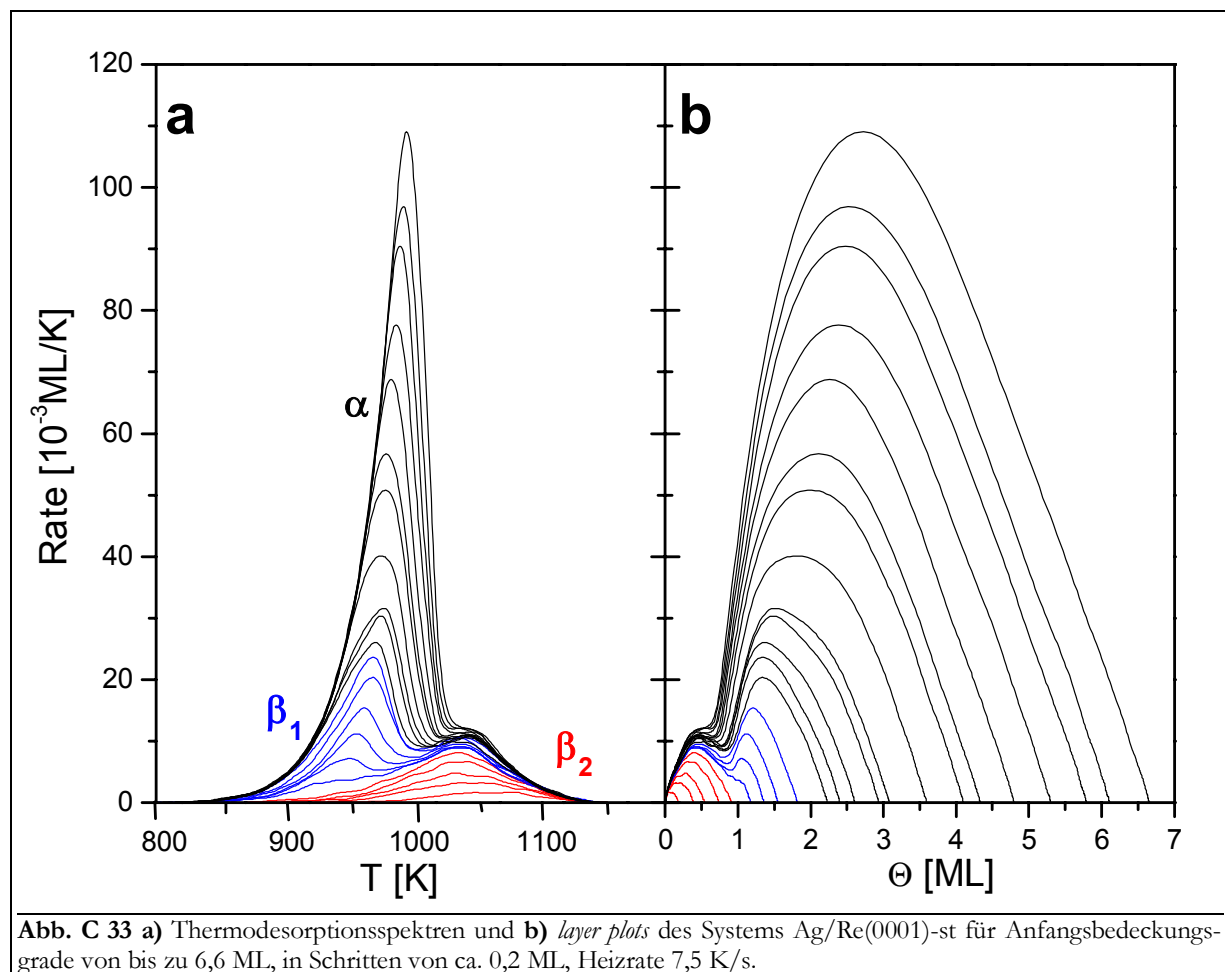 120
100
80
60
40
20
0
Rate [10⁻³ML/K]
a
b
α
β₁
β₂
800
900
1000
1100
0
1
2
3
4
5
6
7
T [K]
Θ [ML]
Abb. C 33 a) Thermodesorptionsspektren und b) layer plots des Systems Ag/Re(0001)-st für Anfangsbedeckungs-
grade von bis zu 6,6 ML, in Schritten von ca. 0,2 ML, Heizrate 7,5 K/s.